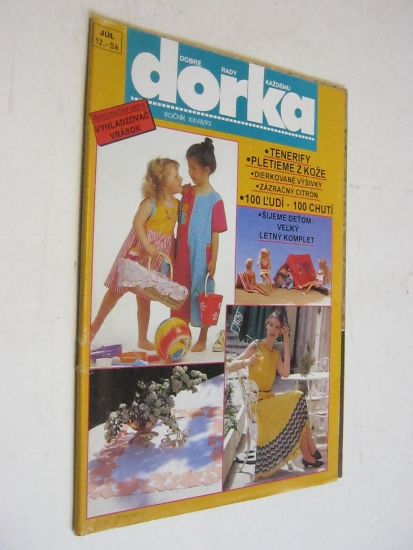 JÚL
12.- Sk
DOBRÉ RADY KAŽDÉMU
dorka
ROČNÍK XXVII/93
VYHLADZOVAČ
VRÁSOK
• TENERIFY
• PLETIEME Z KOŽE
• DIERKOVANÉ VÝŠIVKY
• ZÁZRAČNÝ CITRÓN
• 100 ĽUDÍ - 100 CHUTÍ
• ŠIJEME DEŤOM:
VEĽKÝ
LETNÝ KOMPLET